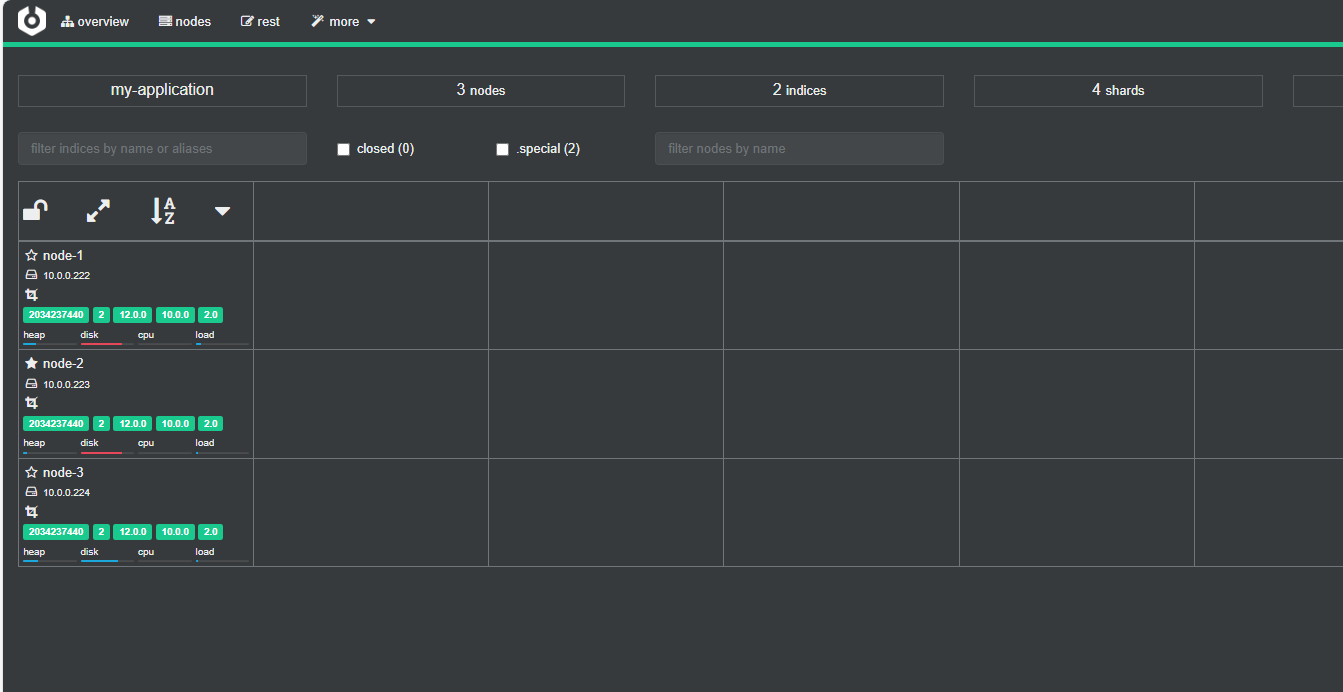 overview nodes rest more
my-application 3 nodes 2 indices 4 shards
filter indices by name or aliases closed (0) .special (2) filter nodes by name
A
Z
node-1
10.0.0.222
2034237440 2 12.0.0 10.0.0 2.0
heap disk cpu load
node-2
10.0.0.223
2034237440 2 12.0.0 10.0.0 2.0
heap disk cpu load
node-3
10.0.0.224
2034237440 2 12.0.0 10.0.0 2.0
heap disk cpu load